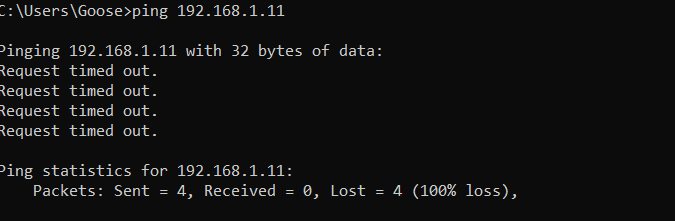 C:\Users\Goose>ping 192.168.1.11
Pinging 192.168.1.11 with 32 bytes of data:
Request timed out.
Request timed out.
Request timed out.
Request timed out.
Ping statistics for 192.168.1.11:
Packets: Sent = 4, Received = 0, Lost = 4 (100% loss),